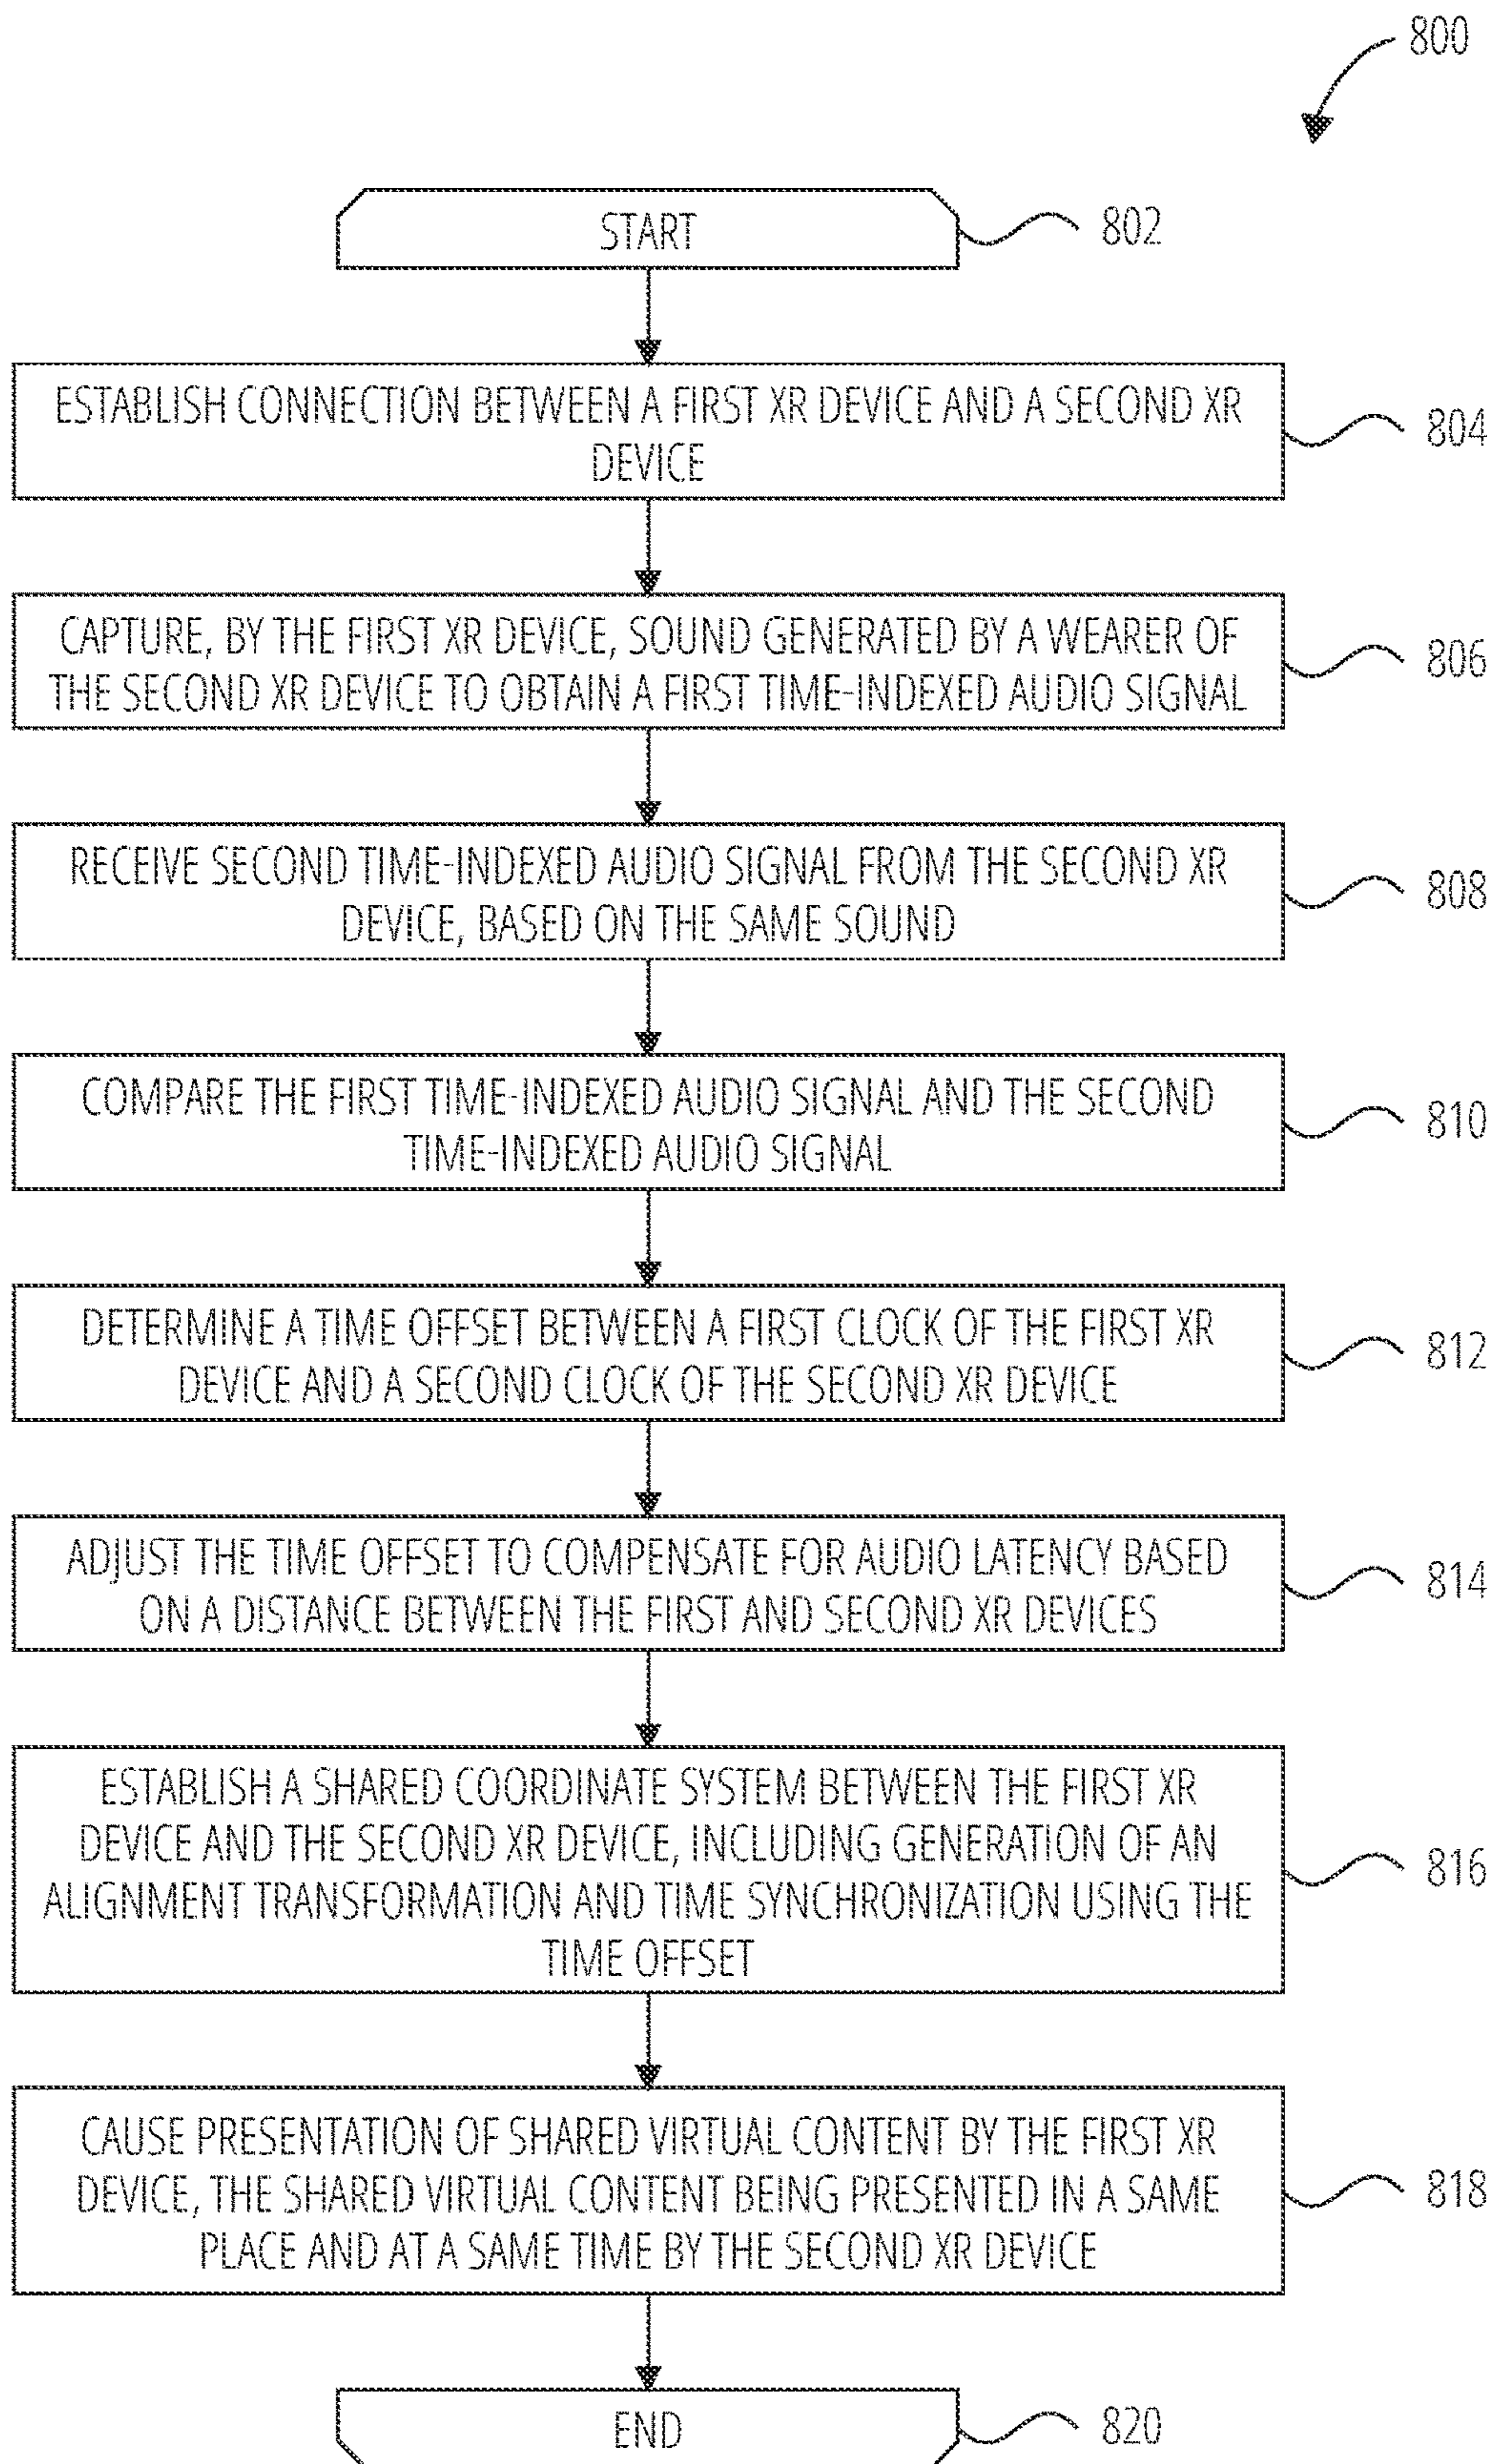 800
START
802
ESTABLISH CONNECTION BETWEEN A FIRST XR DEVICE AND A SECOND XR
DEVICE
804
CAPTURE, BY THE FIRST XR DEVICE, SOUND GENERATED BY A WEARER OF
THE SECOND XR DEVICE TO OBTAIN A FIRST TIME-INDEXED AUDIO SIGNAL
806
RECEIVE SECOND TIME-INDEXED AUDIO SIGNAL FROM THE SECOND XR
DEVICE, BASED ON THE SAME SOUND
808
COMPARE THE FIRST TIME-INDEXED AUDIO SIGNAL AND THE SECOND
TIME-INDEXED AUDIO SIGNAL
810
DETERMINE A TIME OFFSET BETWEEN A FIRST CLOCK OF THE FIRST XR
DEVICE AND A SECOND CLOCK OF THE SECOND XR DEVICE
812
ADJUST THE TIME OFFSET TO COMPENSATE FOR AUDIO LATENCY BASED
ON A DISTANCE BETWEEN THE FIRST AND SECOND XR DEVICES
814
ESTABLISH A SHARED COORDINATE SYSTEM BETWEEN THE FIRST XR
DEVICE AND THE SECOND XR DEVICE, INCLUDING GENERATION OF AN
ALIGNMENT TRANSFORMATION AND TIME SYNCHRONIZATION USING THE
TIME OFFSET
816
CAUSE PRESENTATION OF SHARED VIRTUAL CONTENT BY THE FIRST XR
DEVICE, THE SHARED VIRTUAL CONTENT BEING PRESENTED IN A SAME
PLACE AND AT A SAME TIME BY THE SECOND XR DEVICE
818
END
820